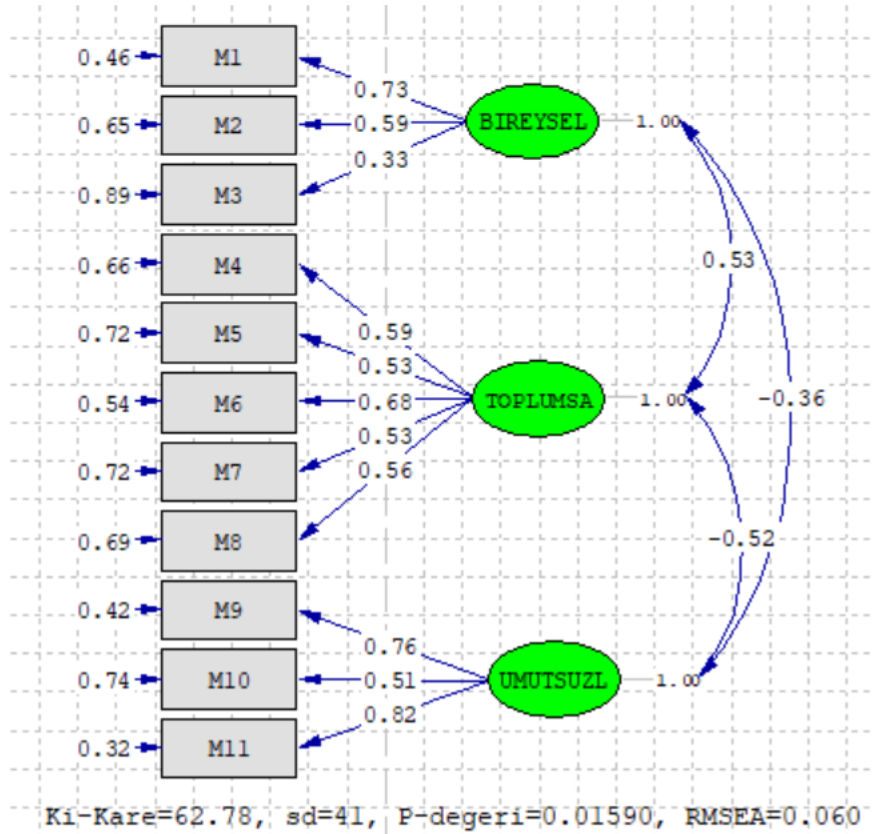 0.46 M1
0.73
0.65 M2
0.59
BIREYSEL 1.00
0.33
0.89 M3
0.66 M4
0.53
0.59
0.72 M5
0.53
0.54 M6
0.68
TOPLUMSA 1.00
-0.36
0.53
0.72 M7
0.56
0.69 M8
-0.52
0.42 M9
0.76
0.74 M10
0.51
UMUTSUZL 1.00
0.82
0.32 M11
Ki-Kare=62.78, sd=41, P-degeri=0.01590, RMSEA=0.060